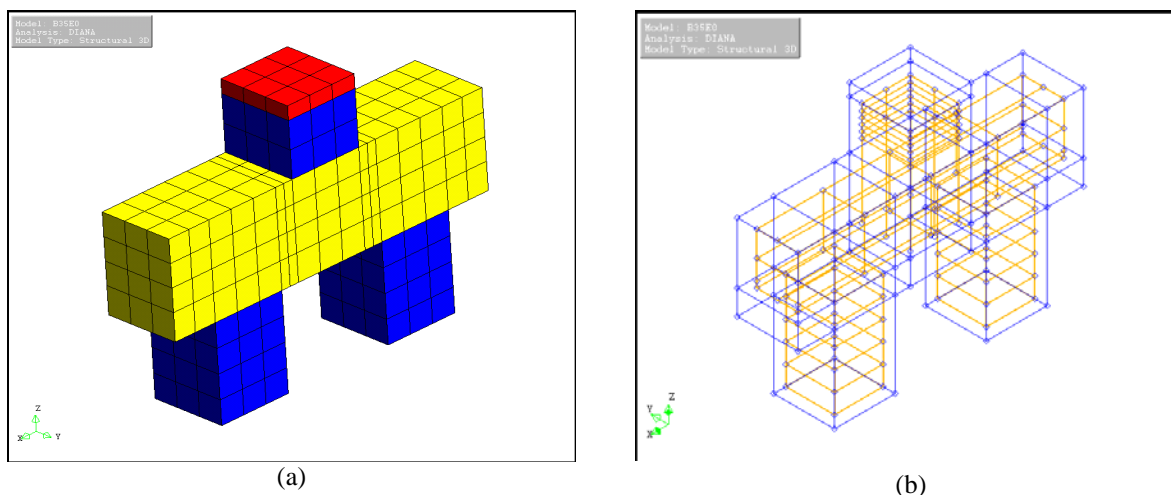 Model: B35E0
Analysis: DIANA
Model Type: Structural 3D
Z
X
Y
(a)
Model: B35E0
Analysis: DIANA
Model Type: Structural 3D
Z
Y
X
(b)